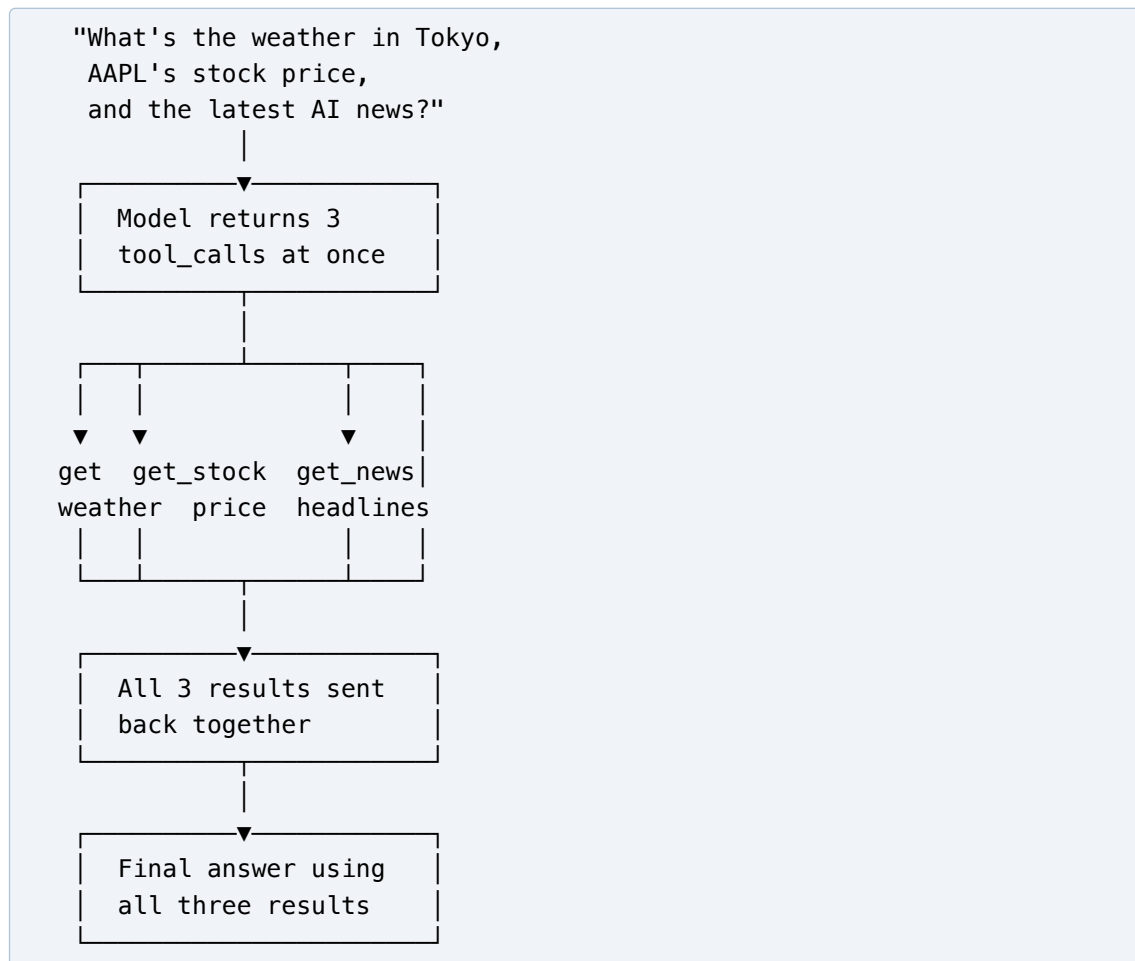 "What's the weather in Tokyo,
AAPL's stock price,
and the latest AI news?"
Model returns 3
tool_calls at once
get get_stock get_news
weather price headlines
All 3 results sent
back together
Final answer using
all three results